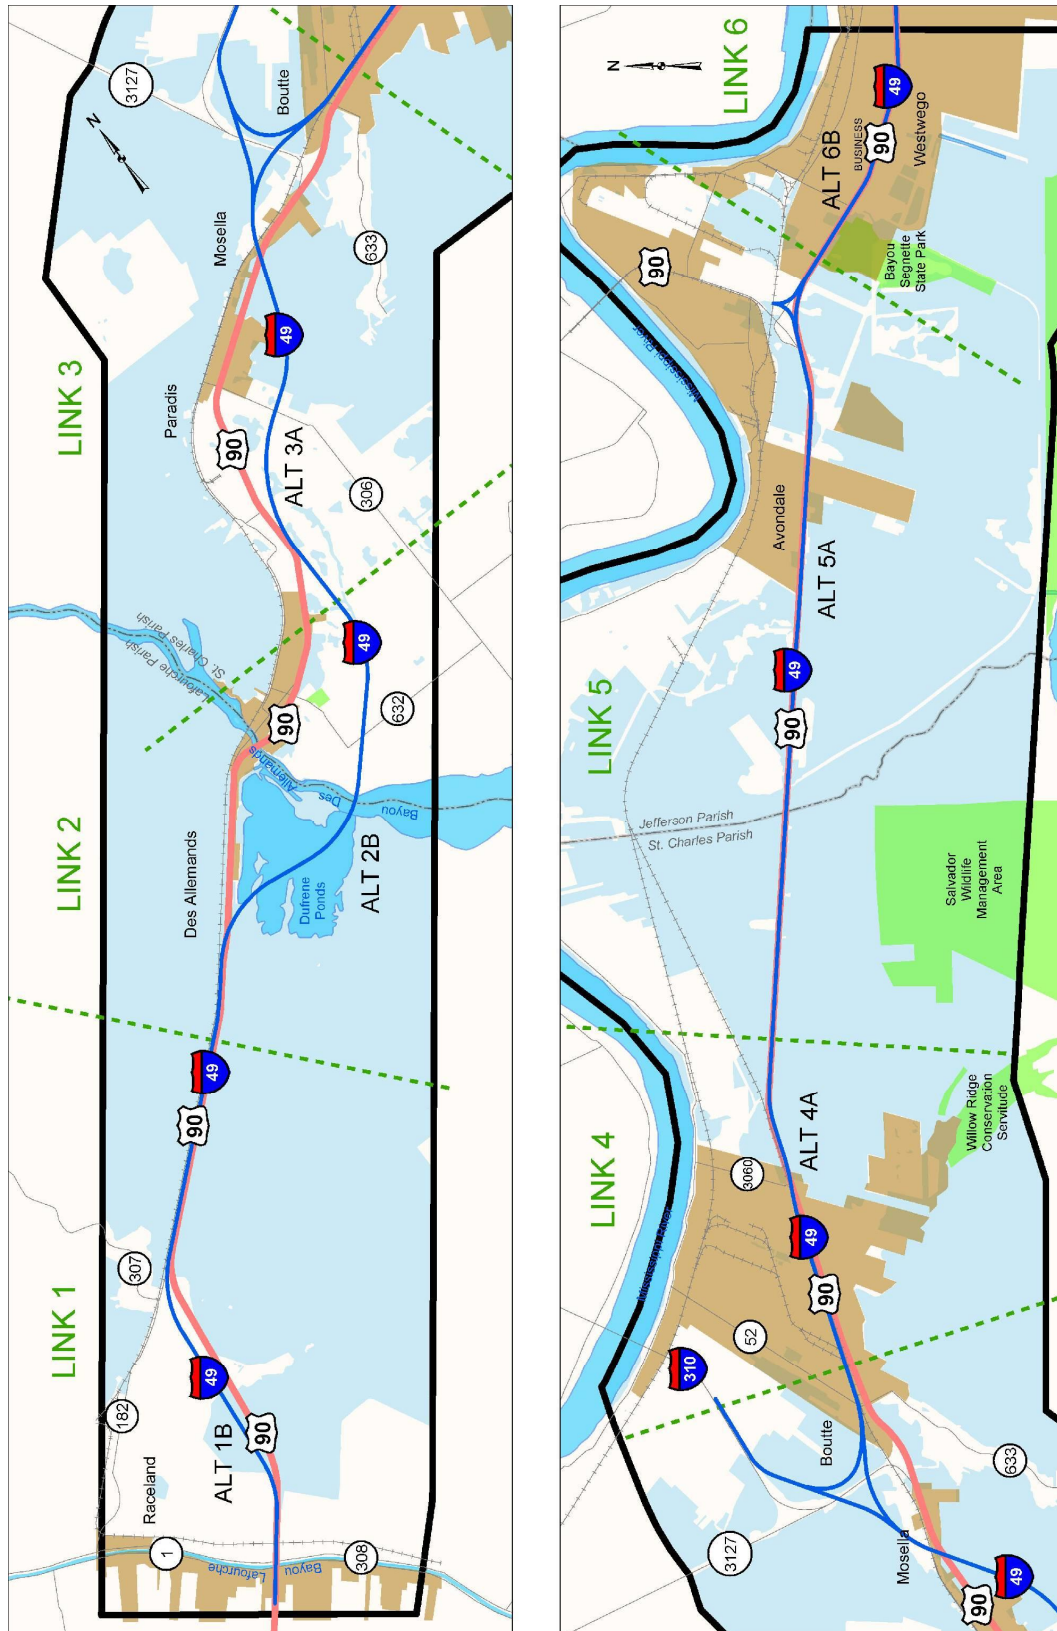 LINK 1
LINK 2
LINK 3
N
3127
Raceland
182
307
Des Allemands
Lafourche Parish
St. Charles Parish
Paradis
Mosella
Boutte
1
Bayou
Lafourche
308
ALT 1B
90
49
90
49
Dufrene
Ponds
Bayou
Des
Allemands
ALT 2B
90
632
49
90
ALT 3A
306
49
633
LINK 4
LINK 5
LINK 6
N
Mississippi River
Mississippi River
310
52
3060
3127
Boutte
Mosella
90
49
633
90
49
ALT 4A
Willow Ridge
Conservation
Servitude
Jefferson Parish
St. Charles Parish
Salvador
Wildlife
Management
Area
90
49
ALT 5A
Avondale
90
Bayou
Segnette
State Park
ALT 6B
BUSINESS
90
49
Westwego